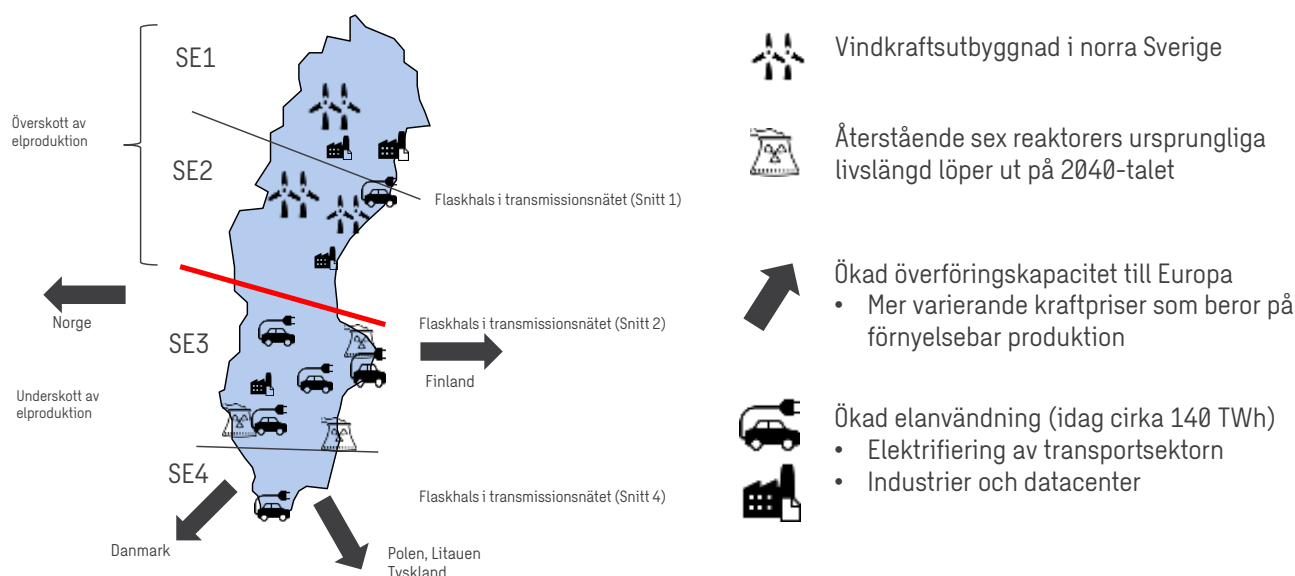 SE1
Överskott av
elproduktion
SE2
Flaskhals i transmissionsnätet (Snitt 1)
Norge
Flaskhals i transmissionsnätet (Snitt 2)
SE3
Finland
Underskott av
elproduktion
SE4
Flaskhals i transmissionsnätet (Snitt 4)
Danmark
Polen, Litauen
Tyskland
Vindkraftsutbyggnad i norra Sverige
Återstående sex reaktorers ursprungliga
livslängd löper ut på 2040-talet
Ökad överföringskapacitet till Europa
• Mer varierande kraftpriser som beror på
förnyelsebar produktion
Ökad elanvändning (idag cirka 140 TWh)
• Elektrifiering av transportsektorn
• Industrier och datacenter